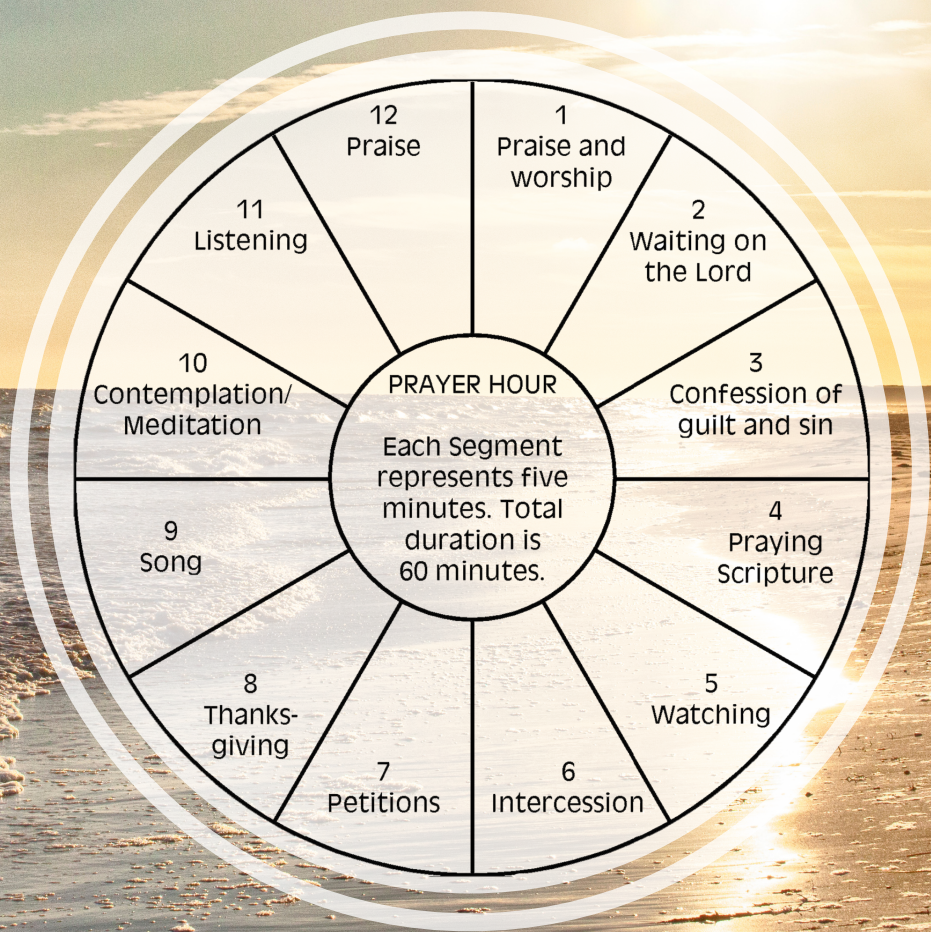 12
Praise
1
Praise and
worship
2
Waiting on
the Lord
3
Confession of
guilt and sin
4
Praying
Scripture
5
Watching
6
Intercession
7
Petitions
8
Thanks-
giving
9
Song
10
Contemplation/
Meditation
11
Listening
PRAYER HOUR
Each Segment
represents five
minutes. Total
duration is
60 minutes.